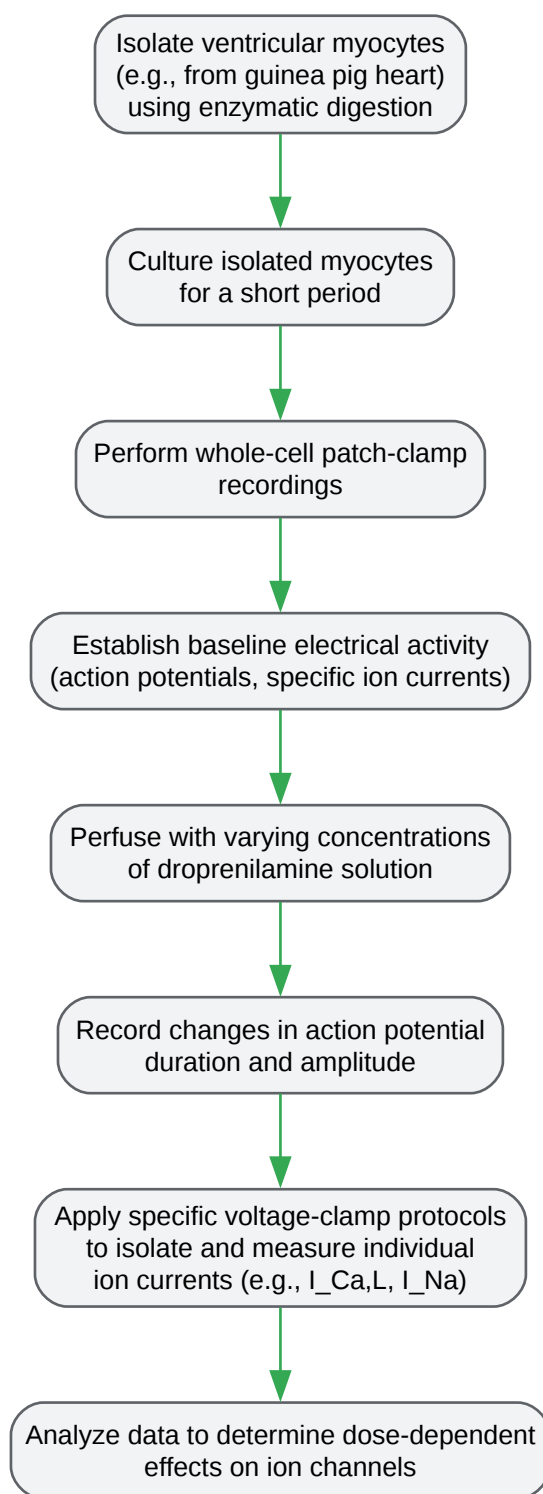 Isolate ventricular myocytes
(e.g., from guinea pig heart)
using enzymatic digestion
Culture isolated myocytes
for a short period
Perform whole-cell patch-clamp
recordings
Establish baseline electrical activity
(action potentials, specific ion currents)
Perfuse with varying concentrations
of droprenilamine solution
Record changes in action potential
duration and amplitude
Apply specific voltage-clamp protocols
to isolate and measure individual
ion currents (e.g., I_Ca,L, I_Na)
Analyze data to determine dose-dependent
effects on ion channels